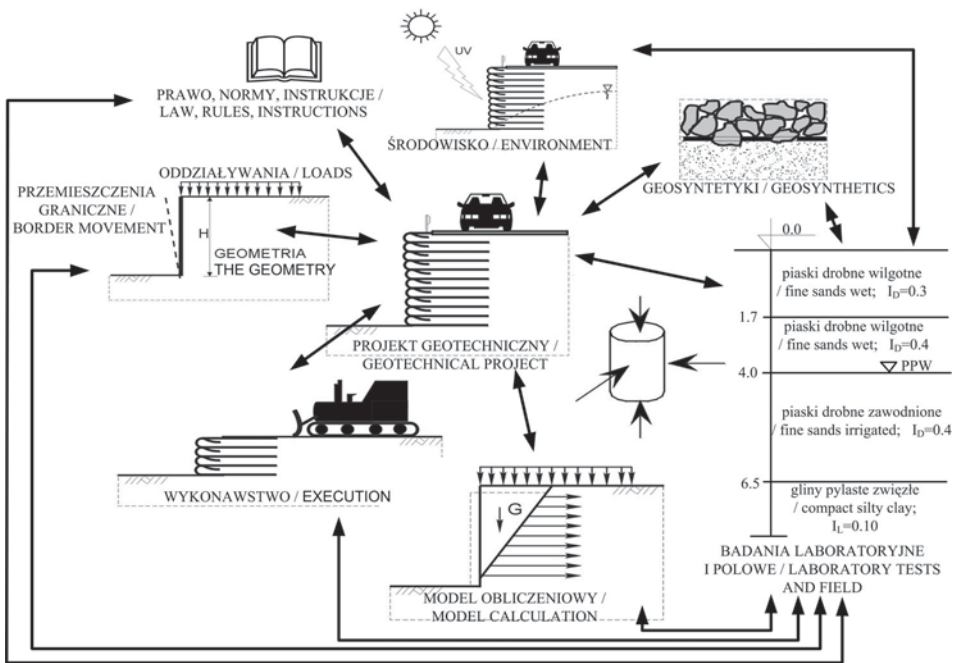 UV
PRAWO, NORMY, INSTRUKCJE /
LAW, RULES, INSTRUCTIONS
ŚRODOWISKO / ENVIRONMENT
GEOSYNTETYKI / GEOSYNTHETICS
ODDZIAŁYWANIA / LOADS
PRZEMIESZCZENIA
GRANICZNE /
BORDER MOVEMENT
H
GEOMETRIA
THE GEOMETRY
PROJEKT GEOTECHNICZNY /
GEOTECHNICAL PROJECT
0.0
piaski drobne wilgotne
/ fine sands wet; I_D=0.3
1.7
piaski drobne wilgotne
/ fine sands wet; I_D=0.4
PPW
4.0
piaski drobne zawodnione
/ fine sands irrigated; I_D=0.4
6.5
gliny pylaste zwięzłe
/ compact silty clay;
I_L=0.10
BADANIA LABORATORYJNE
I POLOWE / LABORATORY TESTS
AND FIELD
WYKONAWSTWO / EXECUTION
G
MODEL OBLICZENIOWY /
MODEL CALCULATION